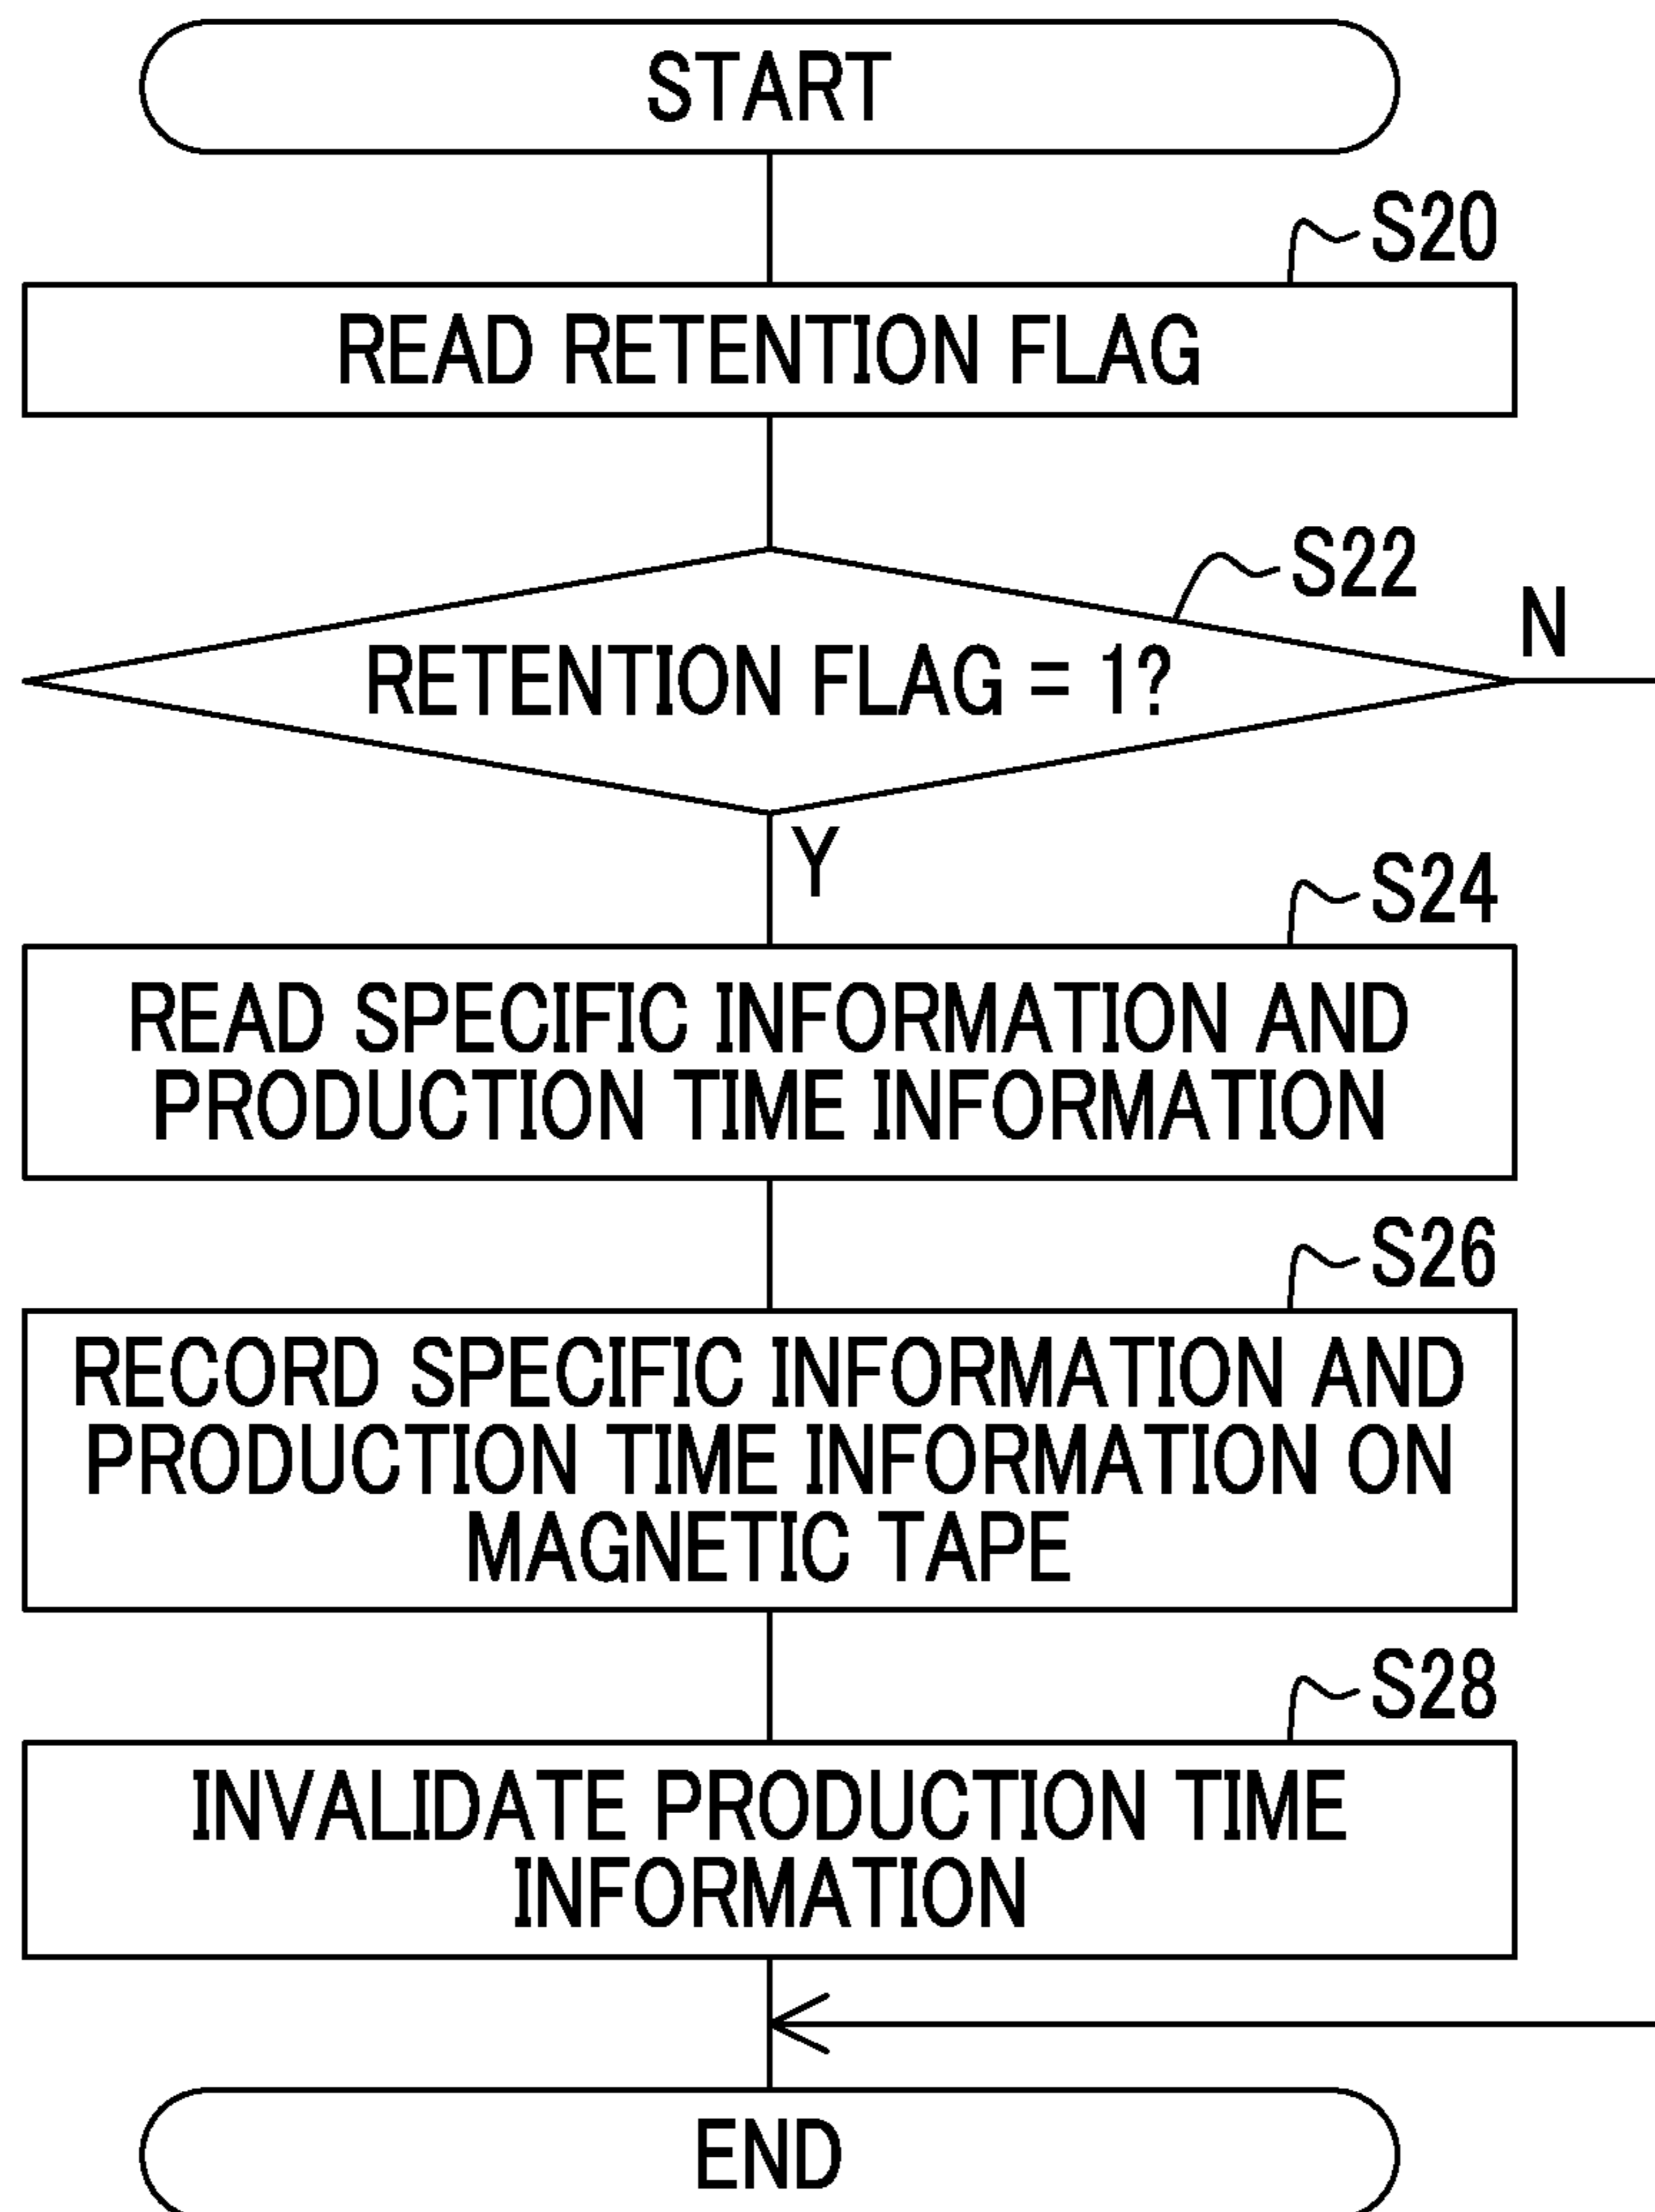 START
S20
READ RETENTION FLAG
S22
N
RETENTION FLAG = 1?
Y
S24
READ SPECIFIC INFORMATION AND
PRODUCTION TIME INFORMATION
S26
RECORD SPECIFIC INFORMATION AND
PRODUCTION TIME INFORMATION ON
MAGNETIC TAPE
S28
INVALIDATE PRODUCTION TIME
INFORMATION
END